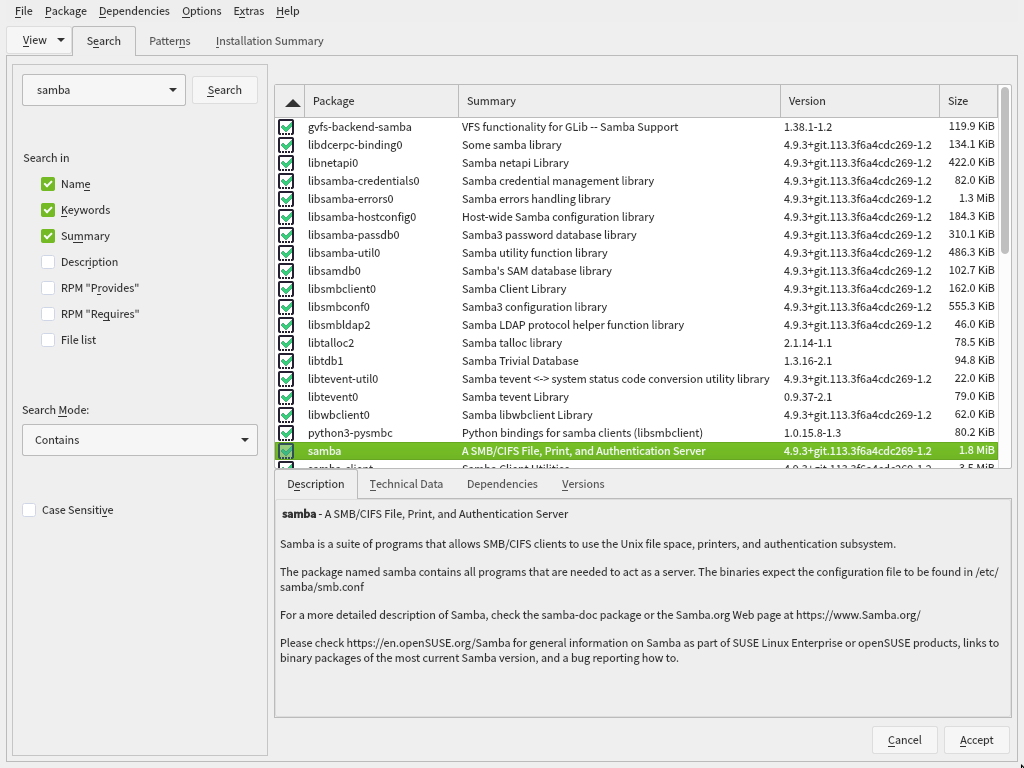 File Package Dependencies Options Extras Help
View Search Patterns Installation Summary
samba Search
Search in
Name
Keywords
Summary
Description
RPM "Provides"
RPM "Requires"
File list
Search Mode:
Contains
Case Sensitive
Package Summary Version Size
gvfs-backend-samba VFS functionality for GLib -- Samba Support 1.38.1-1.2 119.9 KiB
libdcerpc-binding0 Some samba library 4.9.3+git.113.3f6a4cdc269-1.2 134.1 KiB
libnetapi0 Samba netapi Library 4.9.3+git.113.3f6a4cdc269-1.2 422.0 KiB
libsamba-credentials0 Samba credential management library 4.9.3+git.113.3f6a4cdc269-1.2 82.0 KiB
libsamba-errors0 Samba errors handling library 4.9.3+git.113.3f6a4cdc269-1.2 1.3 MiB
libsamba-hostconfig0 Host-wide Samba configuration library 4.9.3+git.113.3f6a4cdc269-1.2 184.3 KiB
libsamba-passdb0 Samba3 password database library 4.9.3+git.113.3f6a4cdc269-1.2 310.1 KiB
libsamba-util0 Samba utility function library 4.9.3+git.113.3f6a4cdc269-1.2 486.3 KiB
libsamdb0 Samba's SAM database library 4.9.3+git.113.3f6a4cdc269-1.2 102.7 KiB
libsmbclient0 Samba Client Library 4.9.3+git.113.3f6a4cdc269-1.2 162.0 KiB
libsmbconf0 Samba3 configuration library 4.9.3+git.113.3f6a4cdc269-1.2 555.3 KiB
libsmbldap2 Samba LDAP protocol helper function library 4.9.3+git.113.3f6a4cdc269-1.2 46.0 KiB
libtalloc2 Samba talloc library 2.1.14-1.1 78.5 KiB
libtdb1 Samba Trivial Database 1.3.16-2.1 94.8 KiB
libtevent-util0 Samba tevent <-> system status code conversion utility library 4.9.3+git.113.3f6a4cdc269-1.2 22.0 KiB
libtevent0 Samba tevent Library 0.9.37-2.1 79.0 KiB
libwbclient0 Samba libwbclient Library 4.9.3+git.113.3f6a4cdc269-1.2 62.0 KiB
python3-pysmbc Python bindings for samba clients (libsmbclient) 1.0.15.8-1.3 80.2 KiB
samba A SMB/CIFS File, Print, and Authentication Server 4.9.3+git.113.3f6a4cdc269-1.2 1.8 MiB
samba-client Samba Client Utilities 4.9.3+git.113.3f6a4cdc269-1.2 3.5 MiB
Description Technical Data Dependencies Versions
samba - A SMB/CIFS File, Print, and Authentication Server
Samba is a suite of programs that allows SMB/CIFS clients to use the Unix file space, printers, and authentication subsystem.
The package named samba contains all programs that are needed to act as a server. The binaries expect the configuration file to be found in /etc/
samba/smb.conf
For a more detailed description of Samba, check the samba-doc package or the Samba.org Web page at https://www.Samba.org/
Please check https://en.openSUSE.org/Samba for general information on Samba as part of SUSE Linux Enterprise or openSUSE products, links to
binary packages of the most current Samba version, and a bug reporting how to.
Cancel Accept